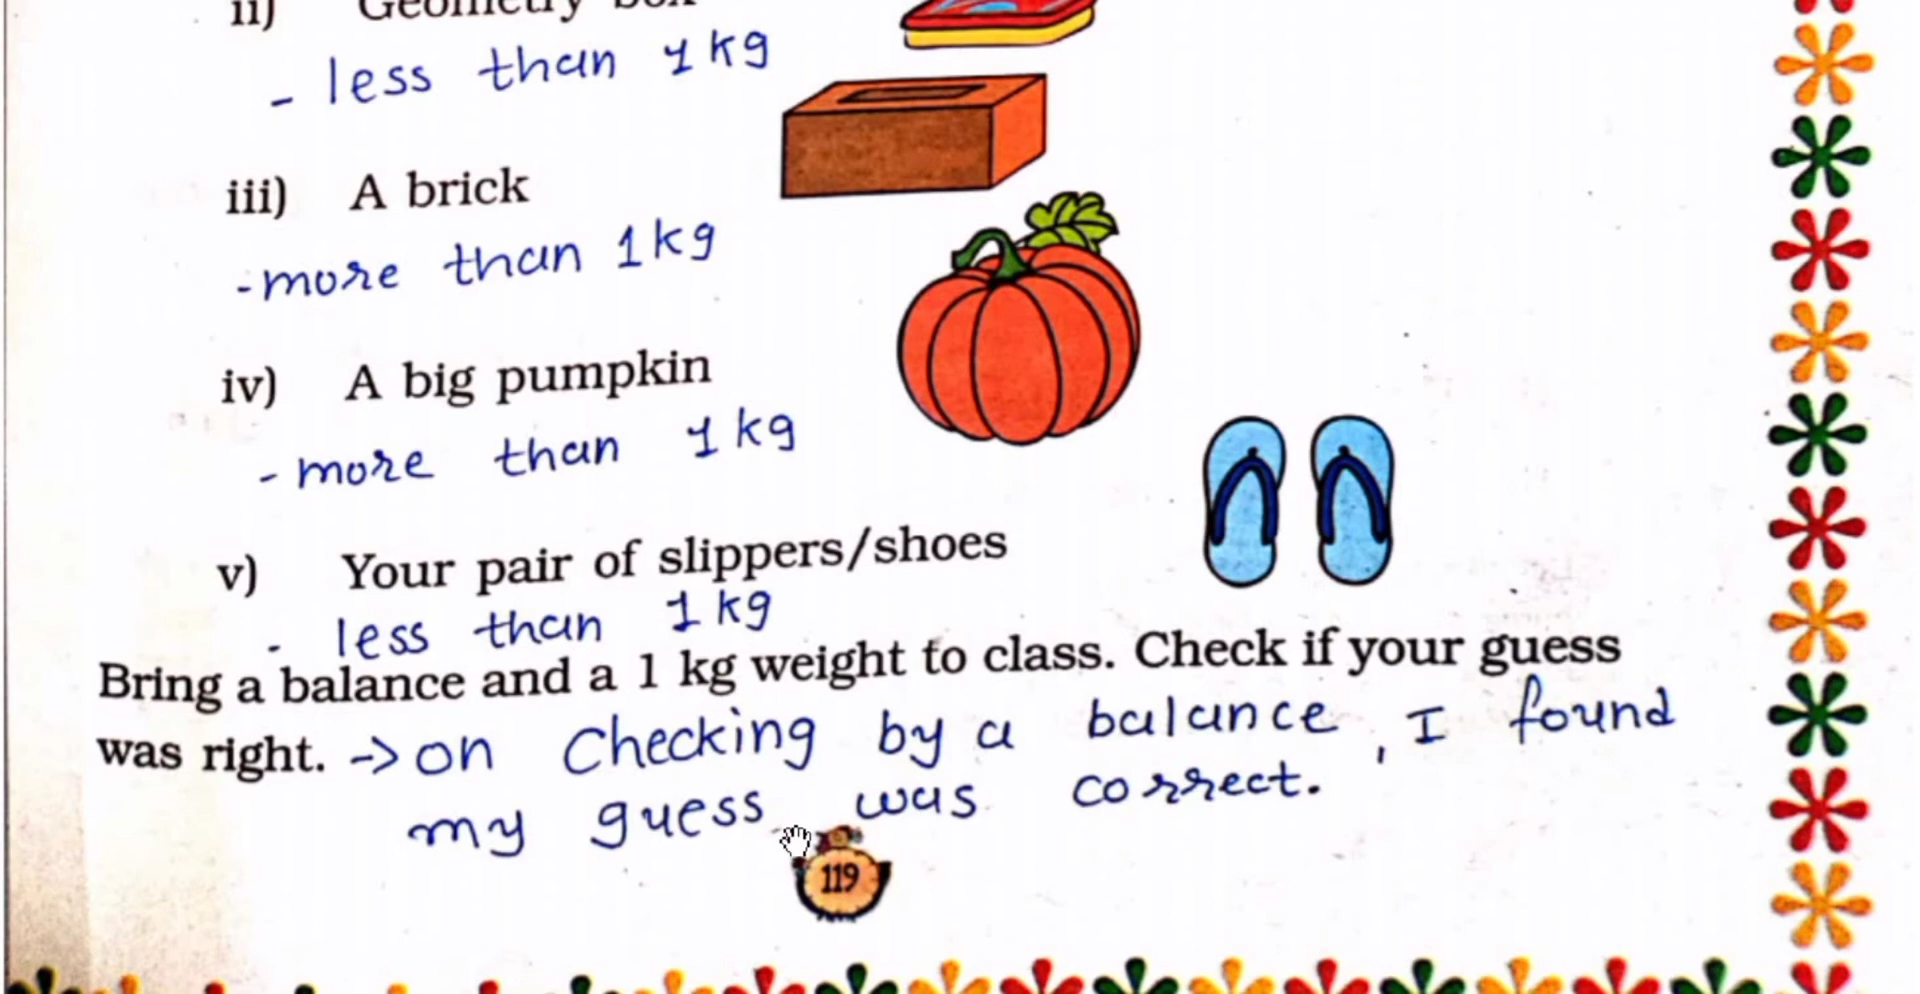 ii) Geometry box
- less than 1 kg
iii) A brick
- more than 1 kg
iv) A big pumpkin
- more than 1 kg
v) Your pair of slippers/shoes
- less than 1 kg
Bring a balance and a 1 kg weight to class. Check if your guess
was right. -> on checking by a balance, I found
my guess was correct.
119